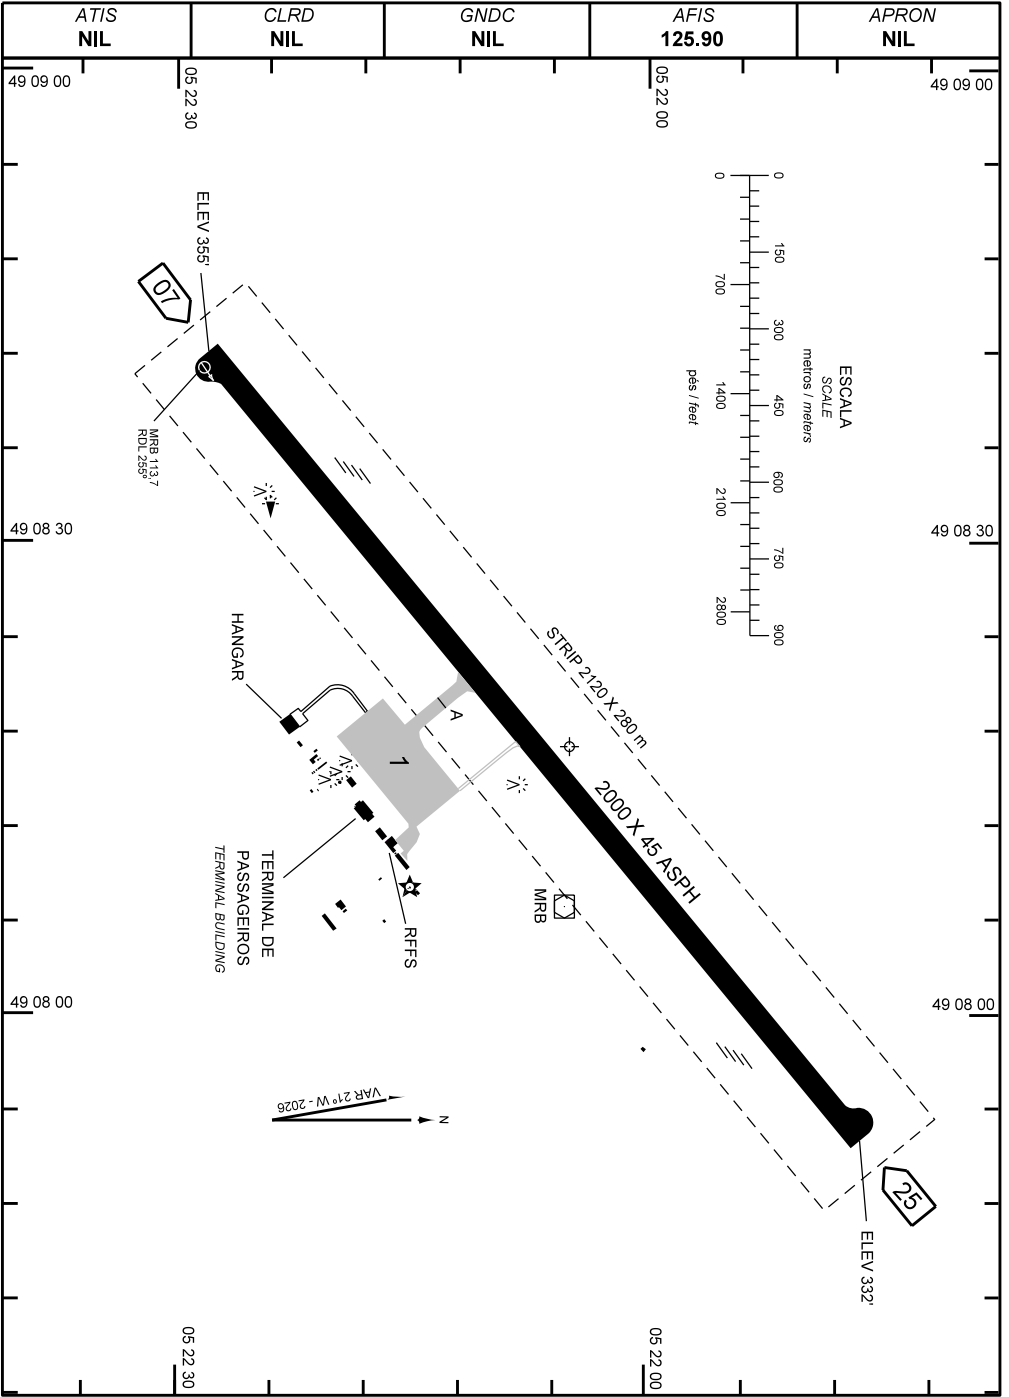 ATIS
NIL
CLRD
NIL
GNDC
NIL
AFIS
125.90
APRON
NIL
49 09 00
05 22 30
05 22 00
49 09 00
ESCALA
SCALE
metros / meters
0 150 300 450 600 750 900
0 700 1400 2100 2800
pés / feet
ELEV 355'
07
MRB 113,7
RDL 255º
49 08 30
49 08 30
STRIP 2120 X 280 m
2000 X 45 ASPH
HANGAR
A
1
MRB
TERMINAL DE
PASSAGEIROS
TERMINAL BUILDING
RFFS
49 08 00
49 08 00
VAR 21º W - 2026
N
25
ELEV 332'
05 22 30
05 22 00